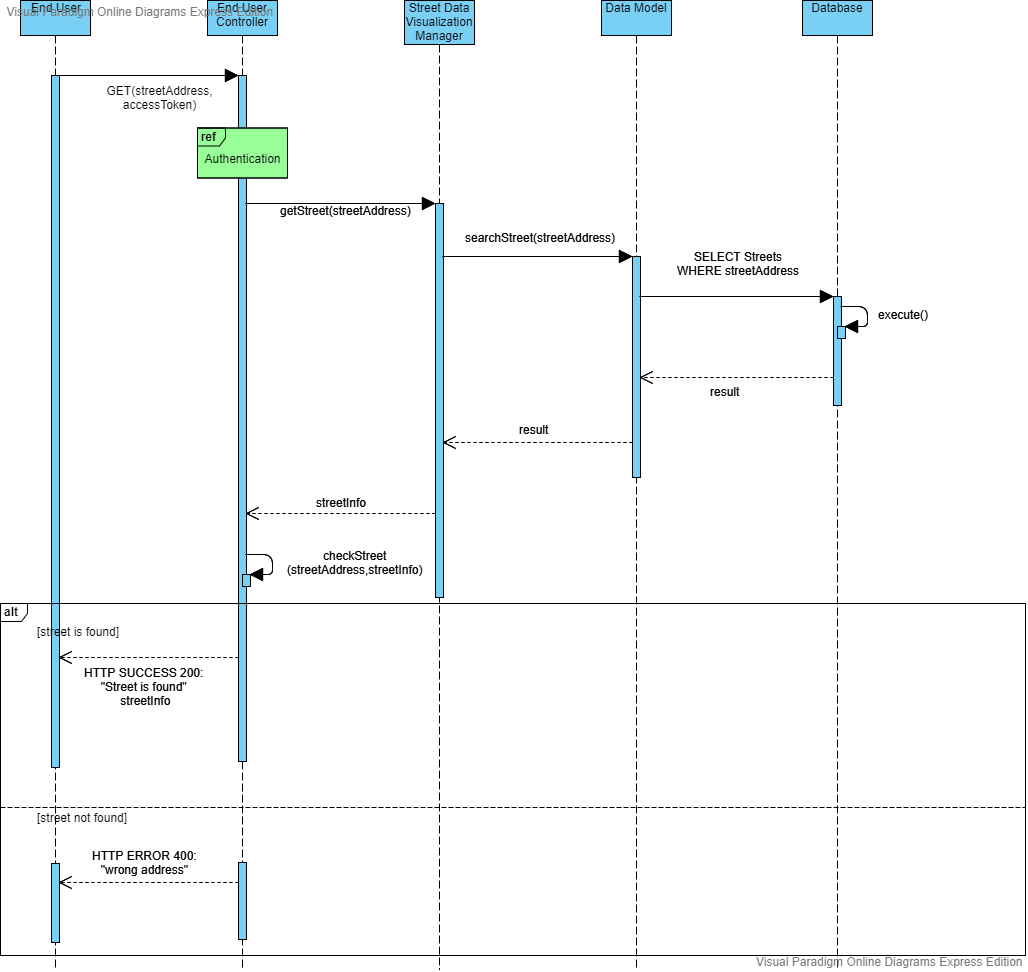 Visual Paradigm Online Diagrams Express Edition
End User
End User
Controller
Street Data
Visualization
Manager
Data Model
Database
GET(streetAddress,
accessToken)
ref
Authentication
getStreet(streetAddress)
searchStreet(streetAddress)
SELECT Streets
WHERE streetAddress
execute()
result
result
streetInfo
checkStreet
(streetAddress,streetInfo)
alt
[street is found]
HTTP SUCCESS 200:
"Street is found"
streetInfo
[street not found]
HTTP ERROR 400:
"wrong address"
Visual Paradigm Online Diagrams Express Edition